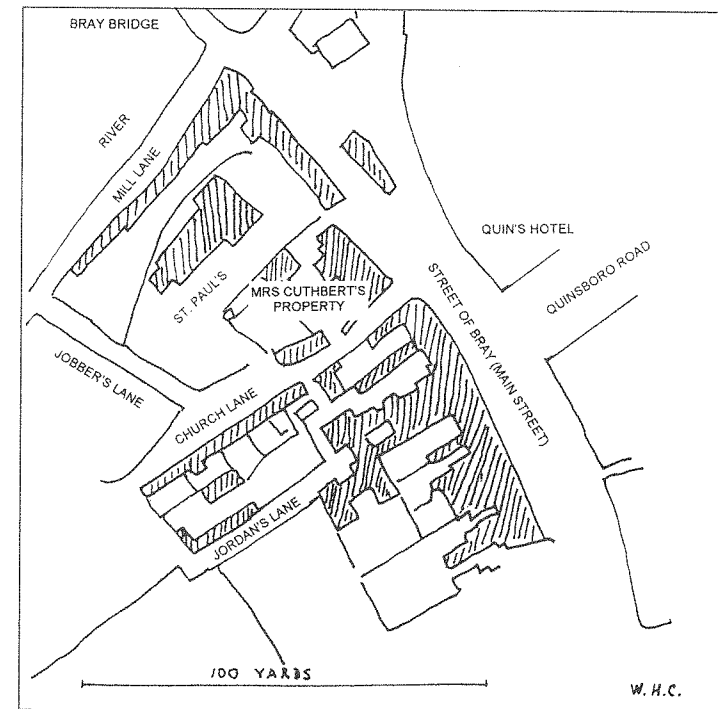 BRAY BRIDGE
RIVER
MILL LANE
QUIN'S HOTEL
QUINSBORO ROAD
ST. PAUL'S
MRS CUTHBERT'S
PROPERTY
STREET OF BRAY (MAIN STREET)
JOBBER'S LANE
CHURCH LANE
JORDAN'S LANE
100 YARDS
W.H.C.